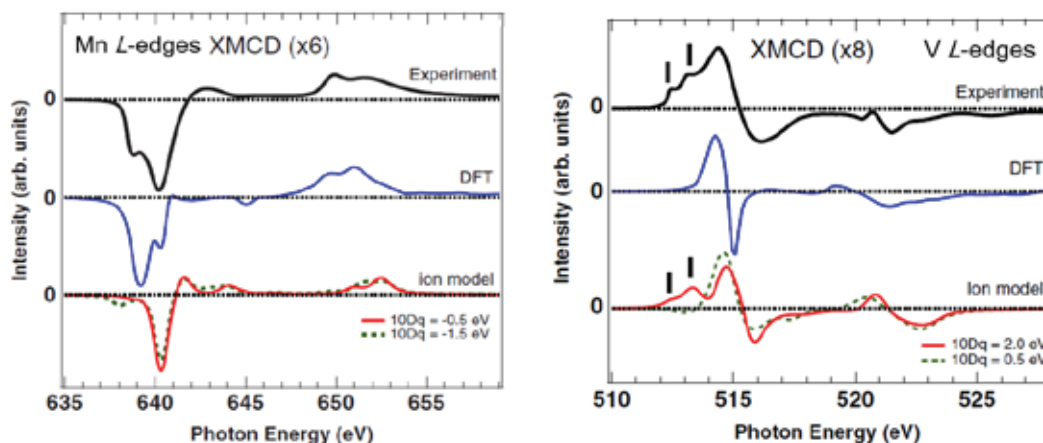 Mn L-edges XMCD (x6)
Experiment
0
DFT
0
ion model
0
10Dq = -0.5 eV
10Dq = -1.5 eV
635 640 645 650 655
Photon Energy (eV)
Intensity (arb. units)
XMCD (x8) V L-edges
Experiment
0
DFT
0
Ion model
0
10Dq = 2.0 eV
10Dq = 0.5 eV
510 515 520 525
Photon Energy (eV)
Intensity (arb. units)